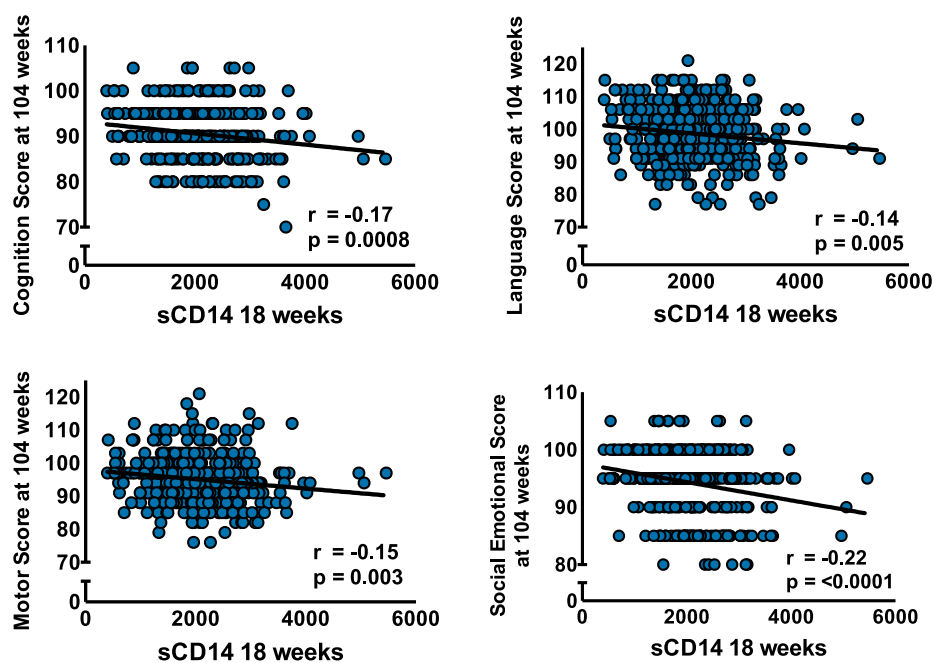 Cognition Score at 104 weeks
110
100
90
80
70
0
r = -0.17
p = 0.0008
0 2000 4000 6000
sCD14 18 weeks
Language Score at 104 weeks
120
110
100
90
80
70
0
r = -0.14
p = 0.005
0 2000 4000 6000
sCD14 18 weeks
Motor Score at 104 weeks
120
110
100
90
80
70
0
r = -0.15
p = 0.003
0 2000 4000 6000
sCD14 18 weeks
Social Emotional Score
at 104 weeks
110
100
90
80
0
r = -0.22
p = <0.0001
0 2000 4000 6000
sCD14 18 weeks